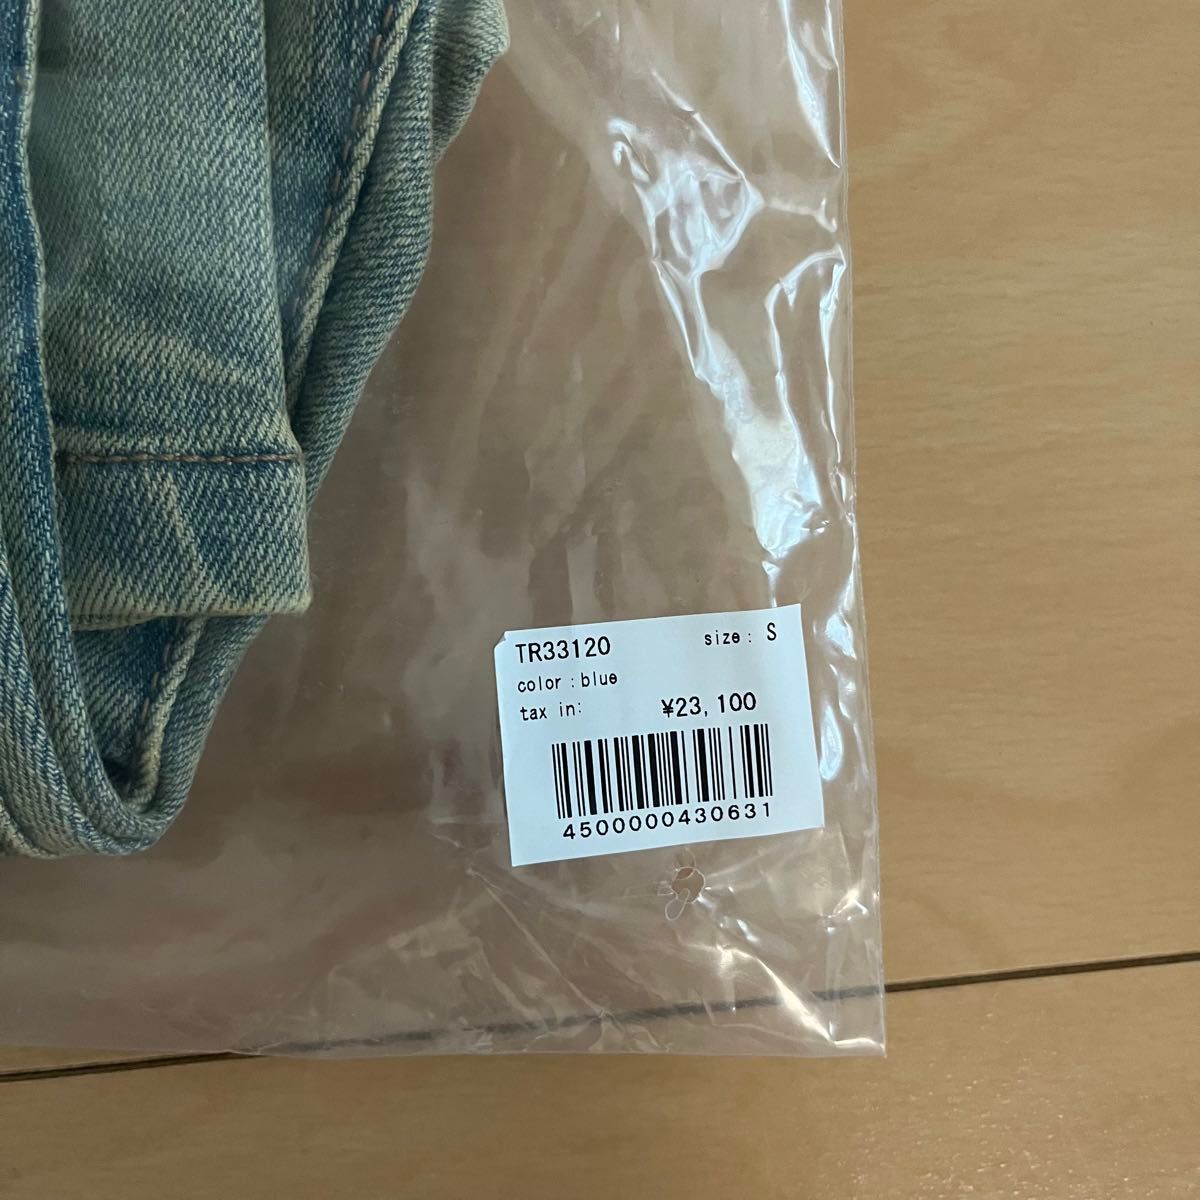 TR33120 size: S
color:blue
tax in: ¥23,100
4500000430631